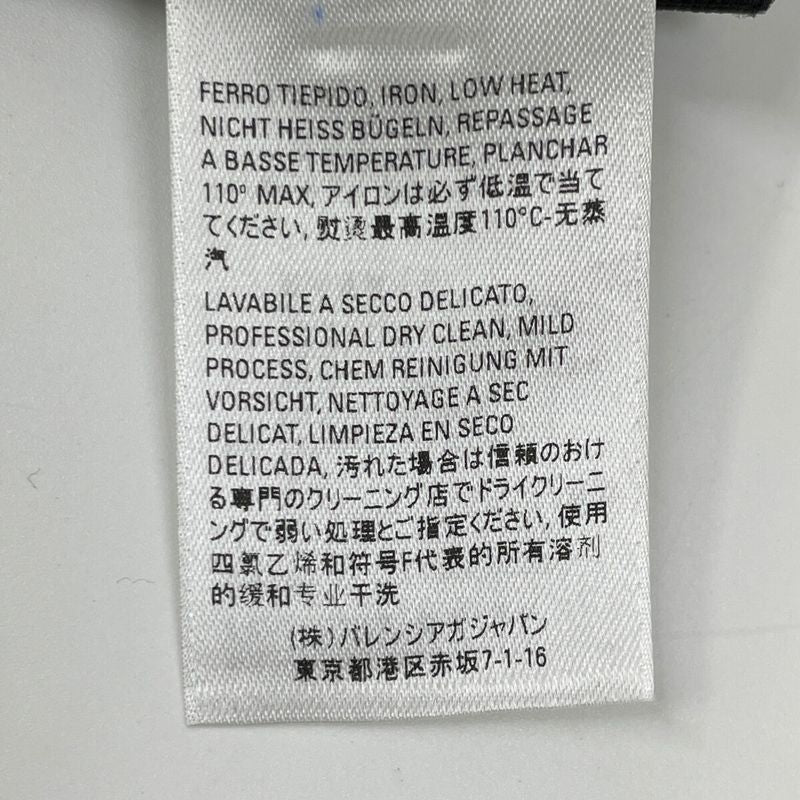 FERRO TIEPIDO, IRON, LOW HEAT,
NICHT HEISS BÜGELN, REPASSAGE
A BASSE TEMPERATURE, PLANCHAR
110° MAX, アイロンは必ず低温で当て
てください, 熨烫最高温度110°C-无蒸
汽
LAVABILE A SECCO DELICATO,
PROFESSIONAL DRY CLEAN, MILD
PROCESS, CHEM REINIGUNG MIT
VORSICHT, NETTOYAGE A SEC
DELICAT, LIMPIEZA EN SECO
DELICADA, 汚れた場合は信頼のおけ
る専門のクリーニング店でドライクリーニ
ングで弱い処理とご指定ください, 使用
四氯乙烯和符号F代表的所有溶剂
的缓和专业干洗
(株)バレンシアガジャパン
東京都港区赤坂7-1-16